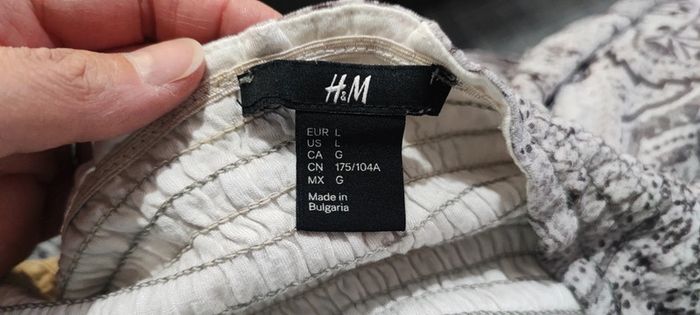 H&M
EUR L
US L
CA G
CN 175/104A
MX G
Made in
Bulgaria